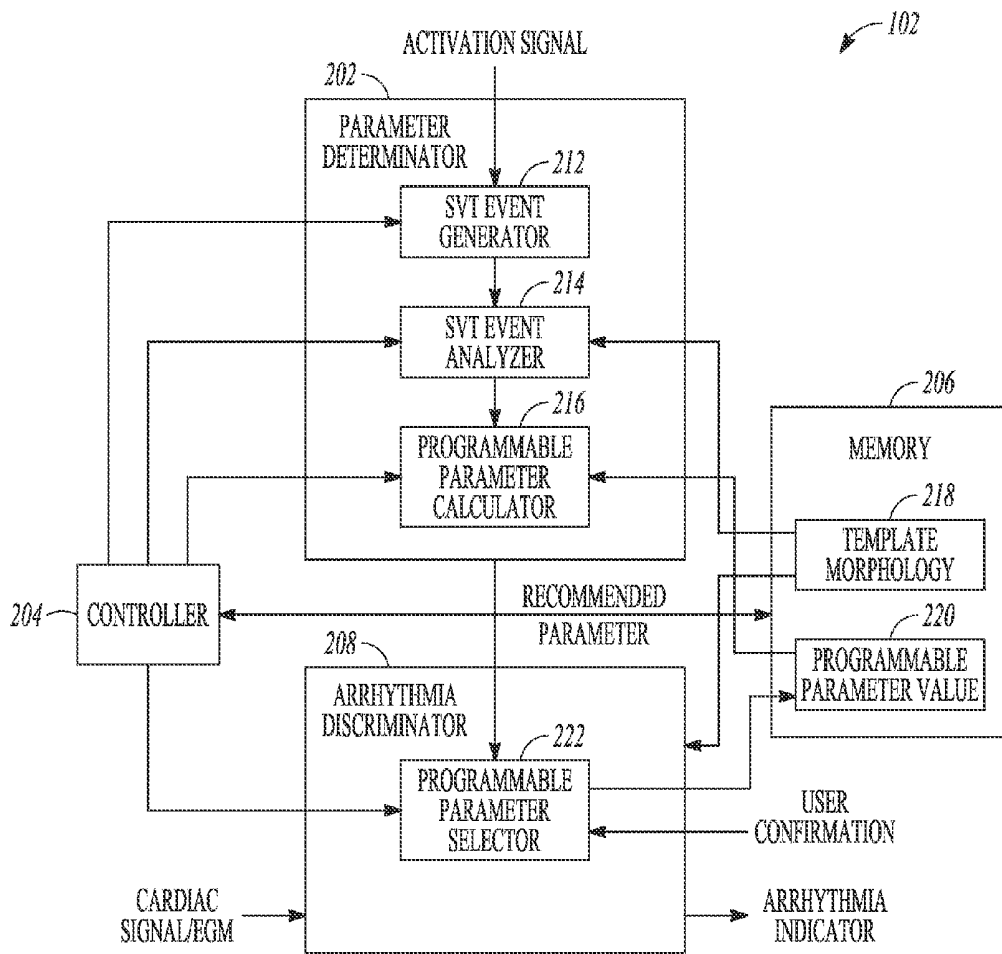 102
ACTIVATION SIGNAL
202
PARAMETER
DETERMINATOR
212
SVT EVENT
GENERATOR
214
SVT EVENT
ANALYZER
216
PROGRAMMABLE
PARAMETER
CALCULATOR
206
MEMORY
218
TEMPLATE
MORPHOLOGY
220
PROGRAMMABLE
PARAMETER VALUE
204
CONTROLLER
RECOMMENDED
PARAMETER
208
ARRHYTHMIA
DISCRIMINATOR
222
PROGRAMMABLE
PARAMETER
SELECTOR
USER
CONFIRMATION
CARDIAC
SIGNAL/EGM
ARRHYTHMIA
INDICATOR